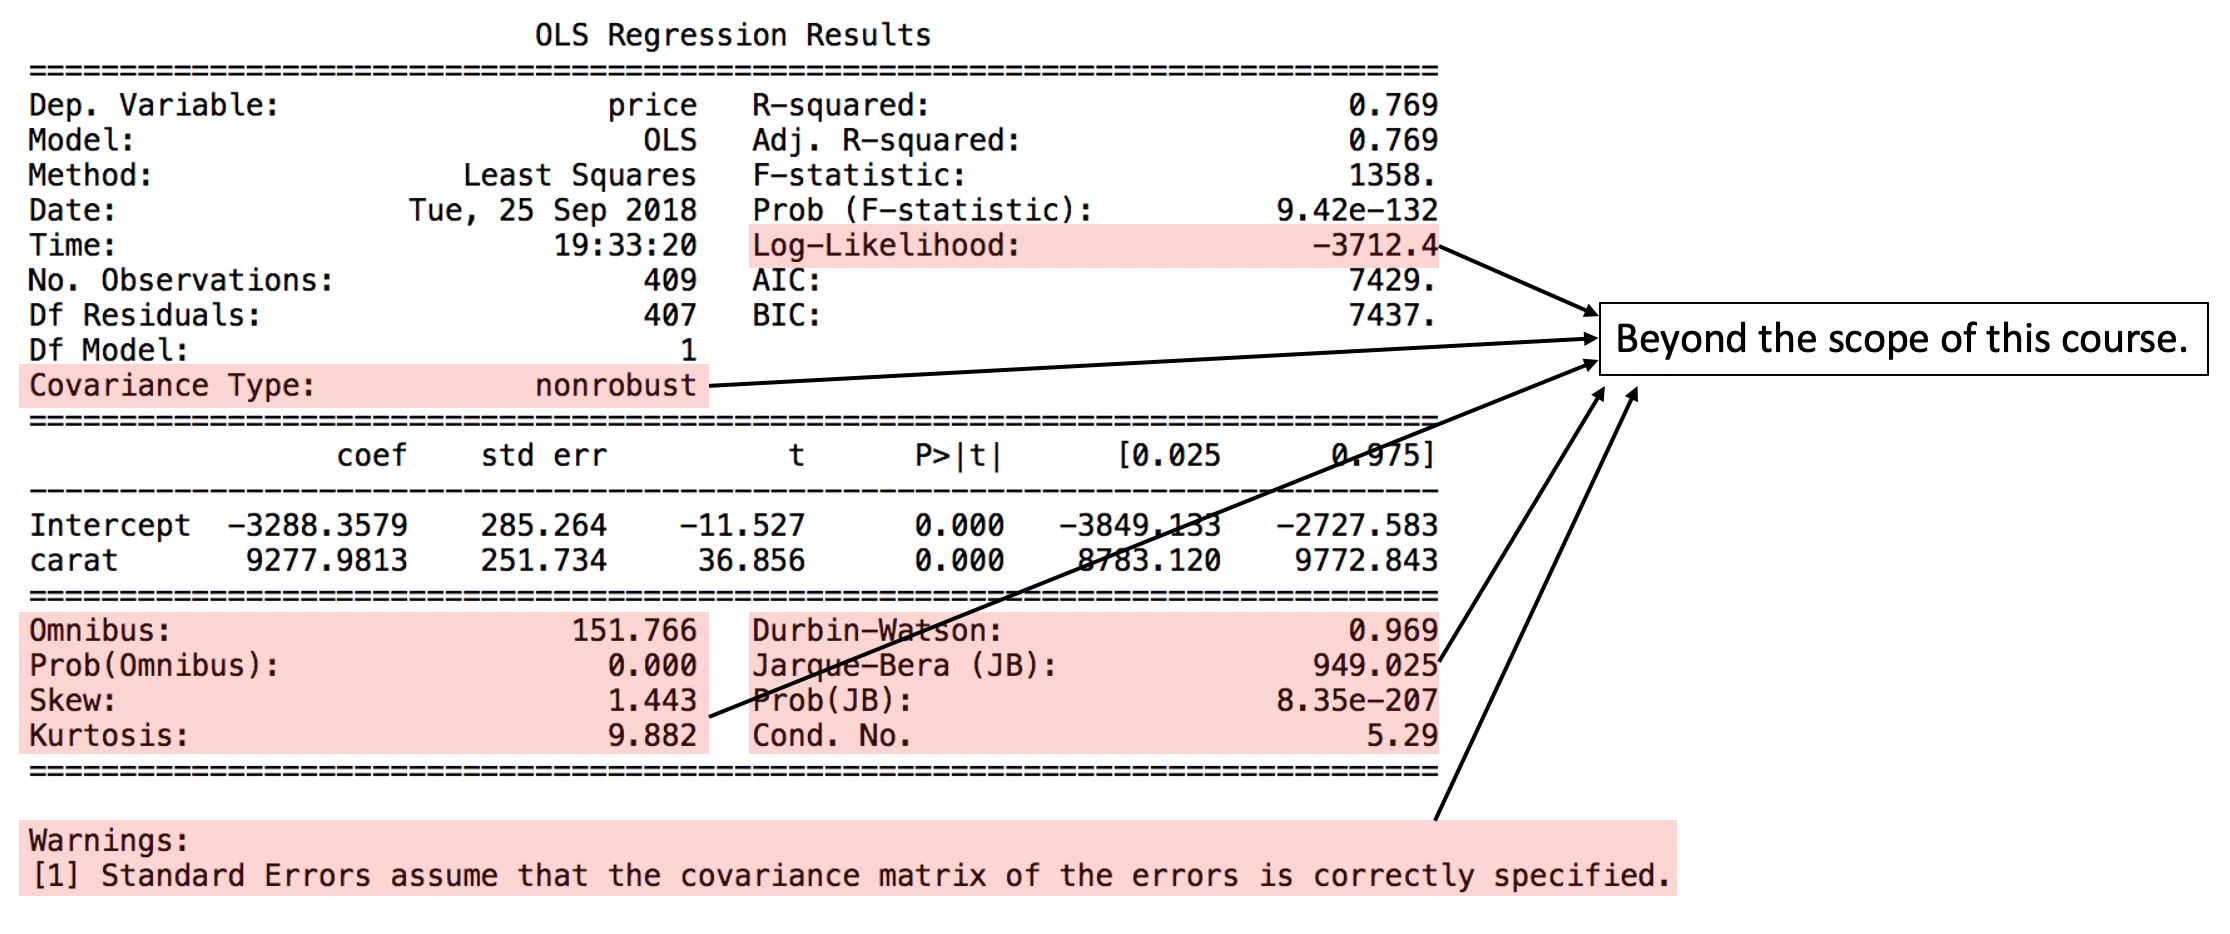 OLS Regression Results
==============================================================================
Dep. Variable: price R-squared: 0.769
Model: OLS Adj. R-squared: 0.769
Method: Least Squares F-statistic: 1358.
Date: Tue, 25 Sep 2018 Prob (F-statistic): 9.42e-132
Time: 19:33:20 Log-Likelihood: -3712.4
No. Observations: 409 AIC: 7429.
Df Residuals: 407 BIC: 7437.
Beyond the scope of this course.
Df Model: 1
Covariance Type: nonrobust
==============================================================================
coef std err t P>|t| [0.025 0.975]
------------------------------------------------------------------------------
Intercept -3288.3579 285.264 -11.527 0.000 -3849.133 -2727.583
carat 9277.9813 251.734 36.856 0.000 8783.120 9772.843
==============================================================================
Omnibus: 151.766 Durbin-Watson: 0.969
Prob(Omnibus): 0.000 Jarque-Bera (JB): 949.025
Skew: 1.443 Prob(JB): 8.35e-207
Kurtosis: 9.882 Cond. No. 5.29
==============================================================================
Warnings:
[1] Standard Errors assume that the covariance matrix of the errors is correctly specified.